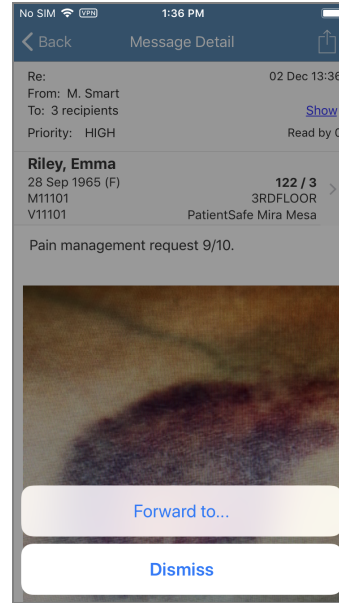 No SIM VPN 1:36 PM
Back Message Detail
Re: 02 Dec 13:36
From: M. Smart
To: 3 recipients Show
Priority: HIGH Read by 0
Riley, Emma
28 Sep 1965 (F) 122 / 3
M11101 3RDFLOOR
V11101 PatientSafe Mira Mesa
Pain management request 9/10.
Forward to...
Dismiss